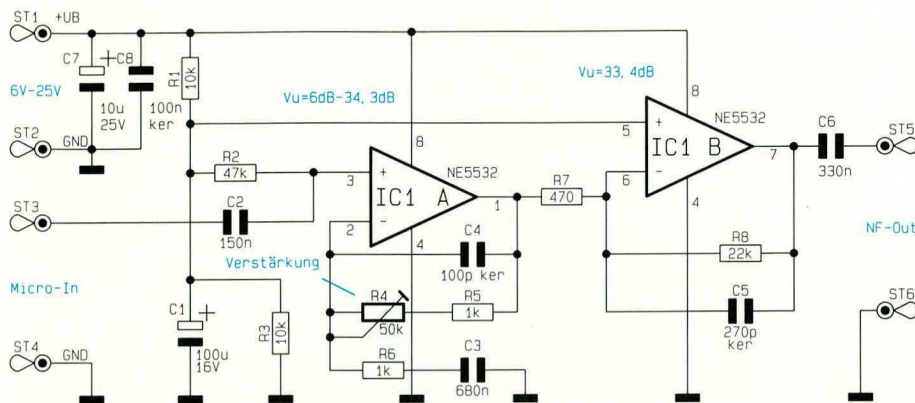 ST1 +UB
C7 + C8
R1
10k
6V-25V
10u
25V
100n
ker
ST2 GND
Vu=6dB-34, 3dB
Vu=33, 4dB
8
8
NE5532
5 +
IC1 B
6 −
7
4
C6
330n
ST5
R2
47k
3 +
IC1 A
2 −
NE5532
1
4
R7
470
C2
150n
ST3
C4
100p ker
R8
22k
NF-Out
Verstärkung
Micro-In
R4
50k
R5
1k
C5
270p
ker
ST6
C1 +
100u
16V
R3
10k
R6
1k
C3
680n
ST4 GND